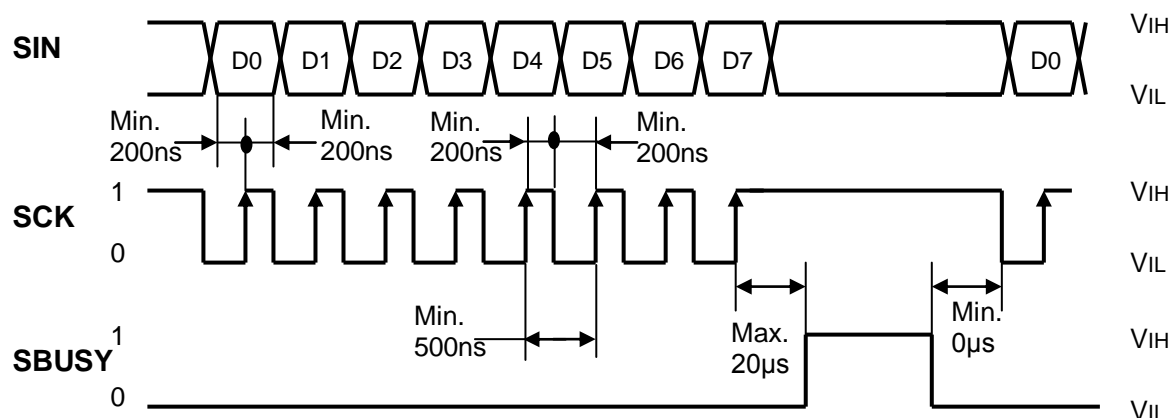 SIN D0 D1 D2 D3 D4 D5 D6 D7 D0 VIH
VIL
Min. 200ns Min. 200ns Min. 200ns Min. 200ns
SCK 1 VIH
0 VIL
Min. 500ns Max. 20µs Min. 0µs
SBUSY 1 VIH
0 VIL